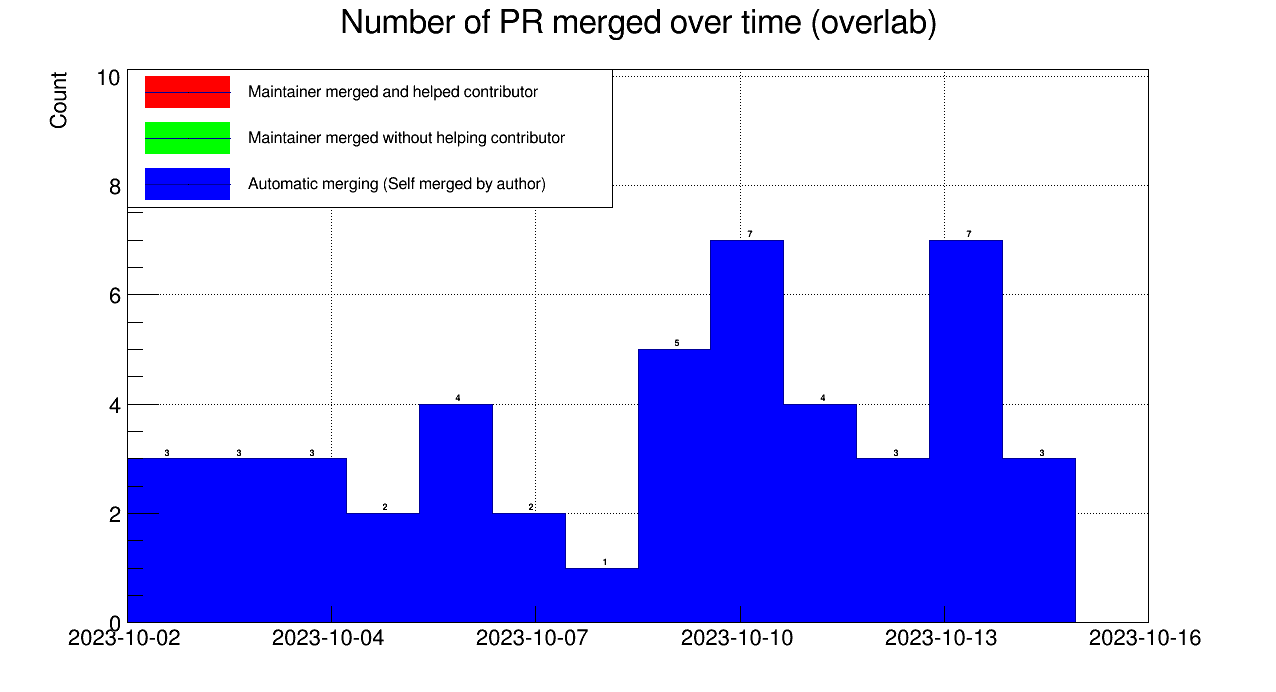 Number of PR merged over time (overlab)
Count
10
8
6
4
2
0
Maintainer merged and helped contributor
Maintainer merged without helping contributor
Automatic merging (Self merged by author)
3 3 3 2 4 2 1 5 7 4 3 7 3
2023-10-02 2023-10-04 2023-10-07 2023-10-10 2023-10-13 2023-10-16